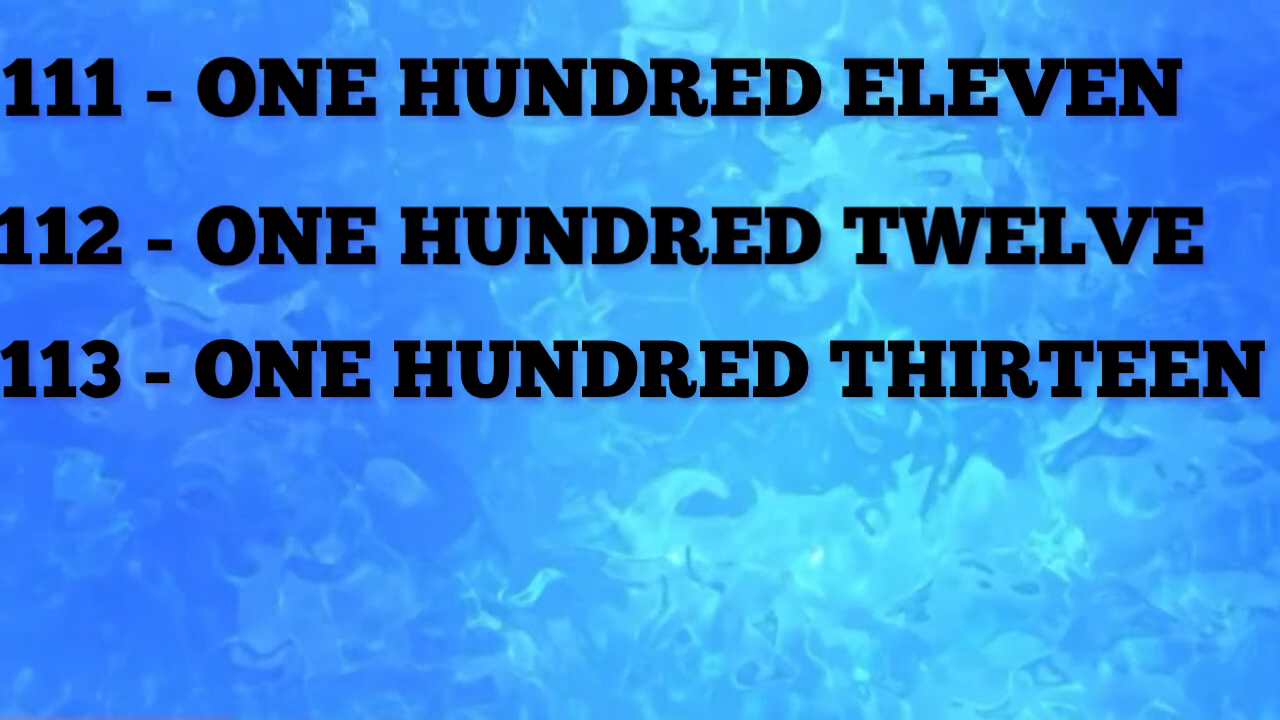 111 - ONE HUNDRED ELEVEN
112 - ONE HUNDRED TWELVE
113 - ONE HUNDRED THIRTEEN